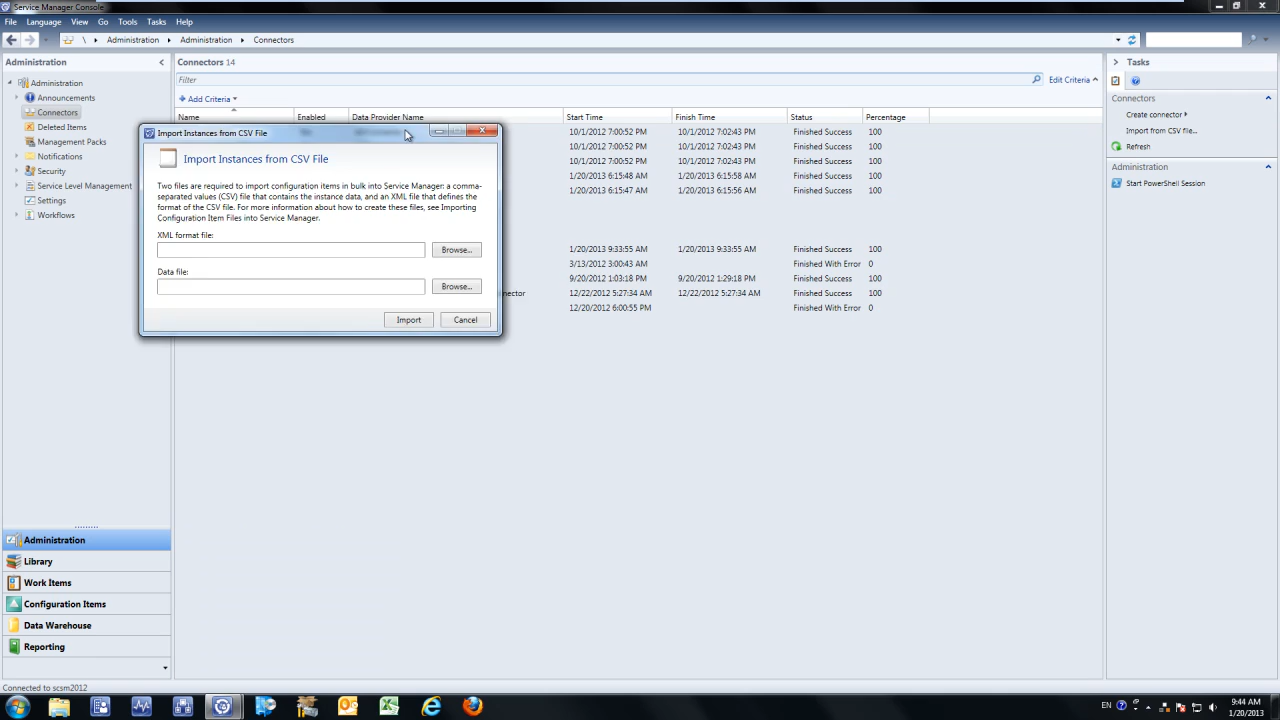 Service Manager Console
File Language View Go Tools Tasks Help
\ Administration Administration Connectors
Administration
Administration
Announcements
Connectors
Deleted Items
Management Packs
Notifications
Security
Service Level Management
Settings
Workflows
Administration
Library
Work Items
Configuration Items
Data Warehouse
Reporting
Connectors 14
Filter
Edit Criteria
Add Criteria
Name Enabled Data Provider Name Start Time Finish Time Status Percentage
10/1/2012 7:00:52 PM 10/1/2012 7:02:43 PM Finished Success 100
10/1/2012 7:00:52 PM 10/1/2012 7:02:43 PM Finished Success 100
10/1/2012 7:00:52 PM 10/1/2012 7:02:43 PM Finished Success 100
1/20/2013 6:15:48 AM 1/20/2013 6:15:58 AM Finished Success 100
1/20/2013 6:15:47 AM 1/20/2013 6:15:56 AM Finished Success 100
1/20/2013 9:33:55 AM 1/20/2013 9:33:55 AM Finished Success 100
3/13/2012 3:00:43 AM Finished With Error 0
9/20/2012 1:03:18 PM 9/20/2012 1:29:18 PM Finished Success 100
nector 12/22/2012 5:27:34 AM 12/22/2012 5:27:34 AM Finished Success 100
12/20/2012 6:00:55 PM Finished With Error 0
Import Instances from CSV File
Import Instances from CSV File
Two files are required to import configuration items in bulk into Service Manager: a comma-
separated values (CSV) file that contains the instance data, and an XML file that defines the
format of the CSV file. For more information about how to create these files, see Importing
Configuration Item Files into Service Manager.
XML format file:
Browse...
Data file:
Browse...
Import Cancel
Tasks
Connectors
Create connector
Import from CSV file...
Refresh
Administration
Start PowerShell Session
Connected to scsm2012
EN
9:44 AM
1/20/2013